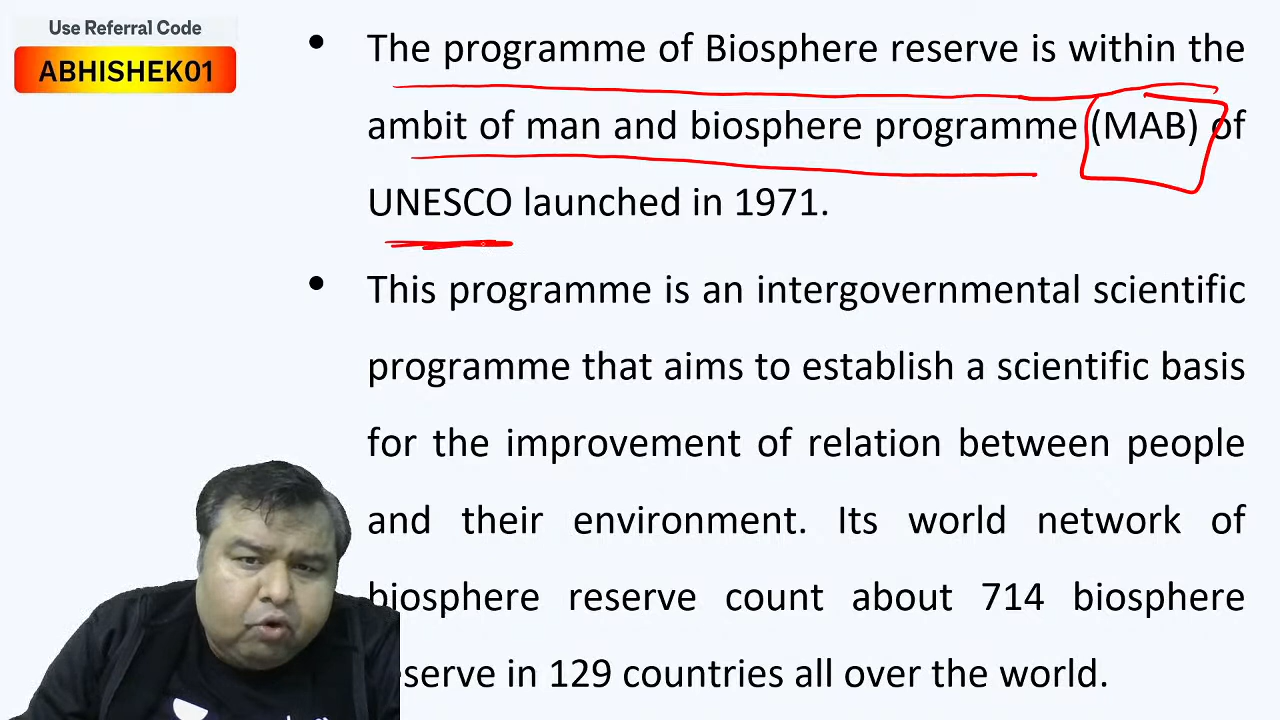 Use Referral Code
ABHISHEK01
• The programme of Biosphere reserve is within the
ambit of man and biosphere programme (MAB) of
UNESCO launched in 1971.
• This programme is an intergovernmental scientific
programme that aims to establish a scientific basis
for the improvement of relation between people
and their environment. Its world network of
biosphere reserve count about 714 biosphere
reserve in 129 countries all over the world.